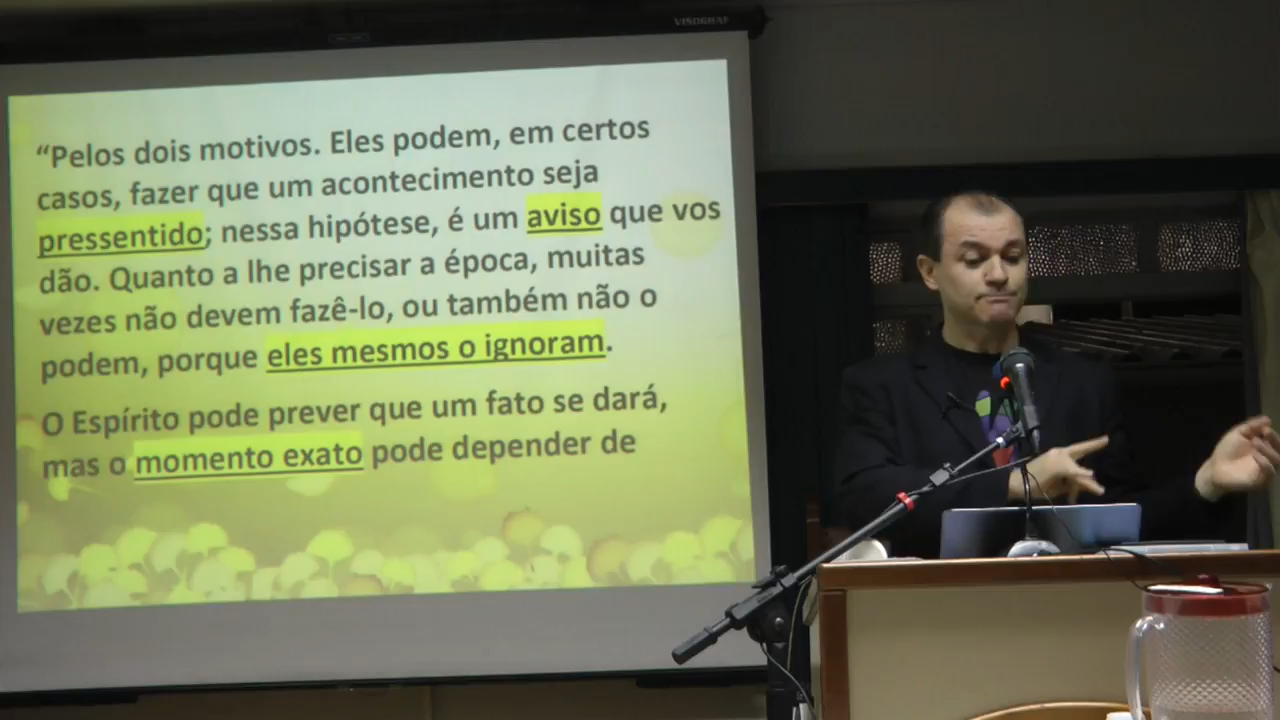 VISOGRAF
“Pelos dois motivos. Eles podem, em certos
casos, fazer que um acontecimento seja
pressentido; nessa hipótese, é um aviso que vos
dão. Quanto a lhe precisar a época, muitas
vezes não devem fazê-lo, ou também não o
podem, porque eles mesmos o ignoram.
O Espírito pode prever que um fato se dará,
mas o momento exato pode depender de